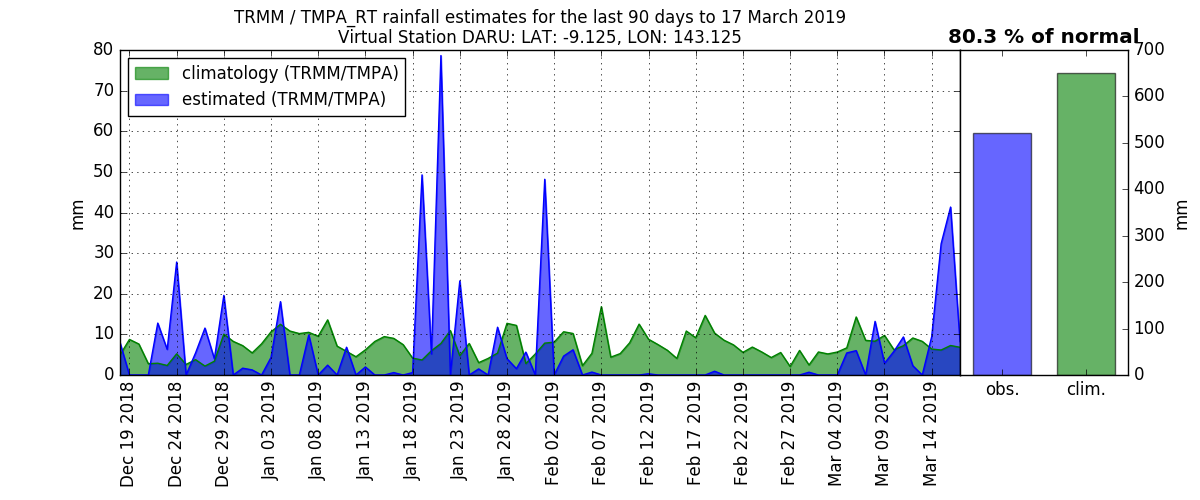 TRMM / TMPA_RT rainfall estimates for the last 90 days to 17 March 2019
Virtual Station DARU: LAT: -9.125, LON: 143.125
80.3 % of normal
climatology (TRMM/TMPA)
estimated (TRMM/TMPA)
mm
80
70
60
50
40
30
20
10
0
Dec 19 2018
Dec 24 2018
Dec 29 2018
Jan 03 2019
Jan 08 2019
Jan 13 2019
Jan 18 2019
Jan 23 2019
Jan 28 2019
Feb 02 2019
Feb 07 2019
Feb 12 2019
Feb 17 2019
Feb 22 2019
Feb 27 2019
Mar 04 2019
Mar 09 2019
Mar 14 2019
obs.
clim.
700
600
500
400
300
200
100
0
mm